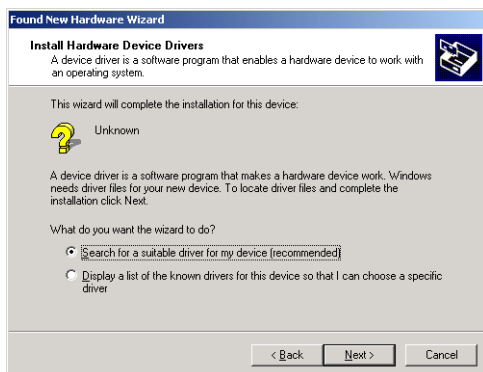 Found New Hardware Wizard
Install Hardware Device Drivers
A device driver is a software program that enables a hardware device to work with
an operating system.
This wizard will complete the installation for this device:
Unknown
A device driver is a software program that makes a hardware device work. Windows
needs driver files for your new device. To locate driver files and complete the
installation click Next.
What do you want the wizard to do?
Search for a suitable driver for my device (recommended)
Display a list of the known drivers for this device so that I can choose a specific
driver
< Back Next > Cancel